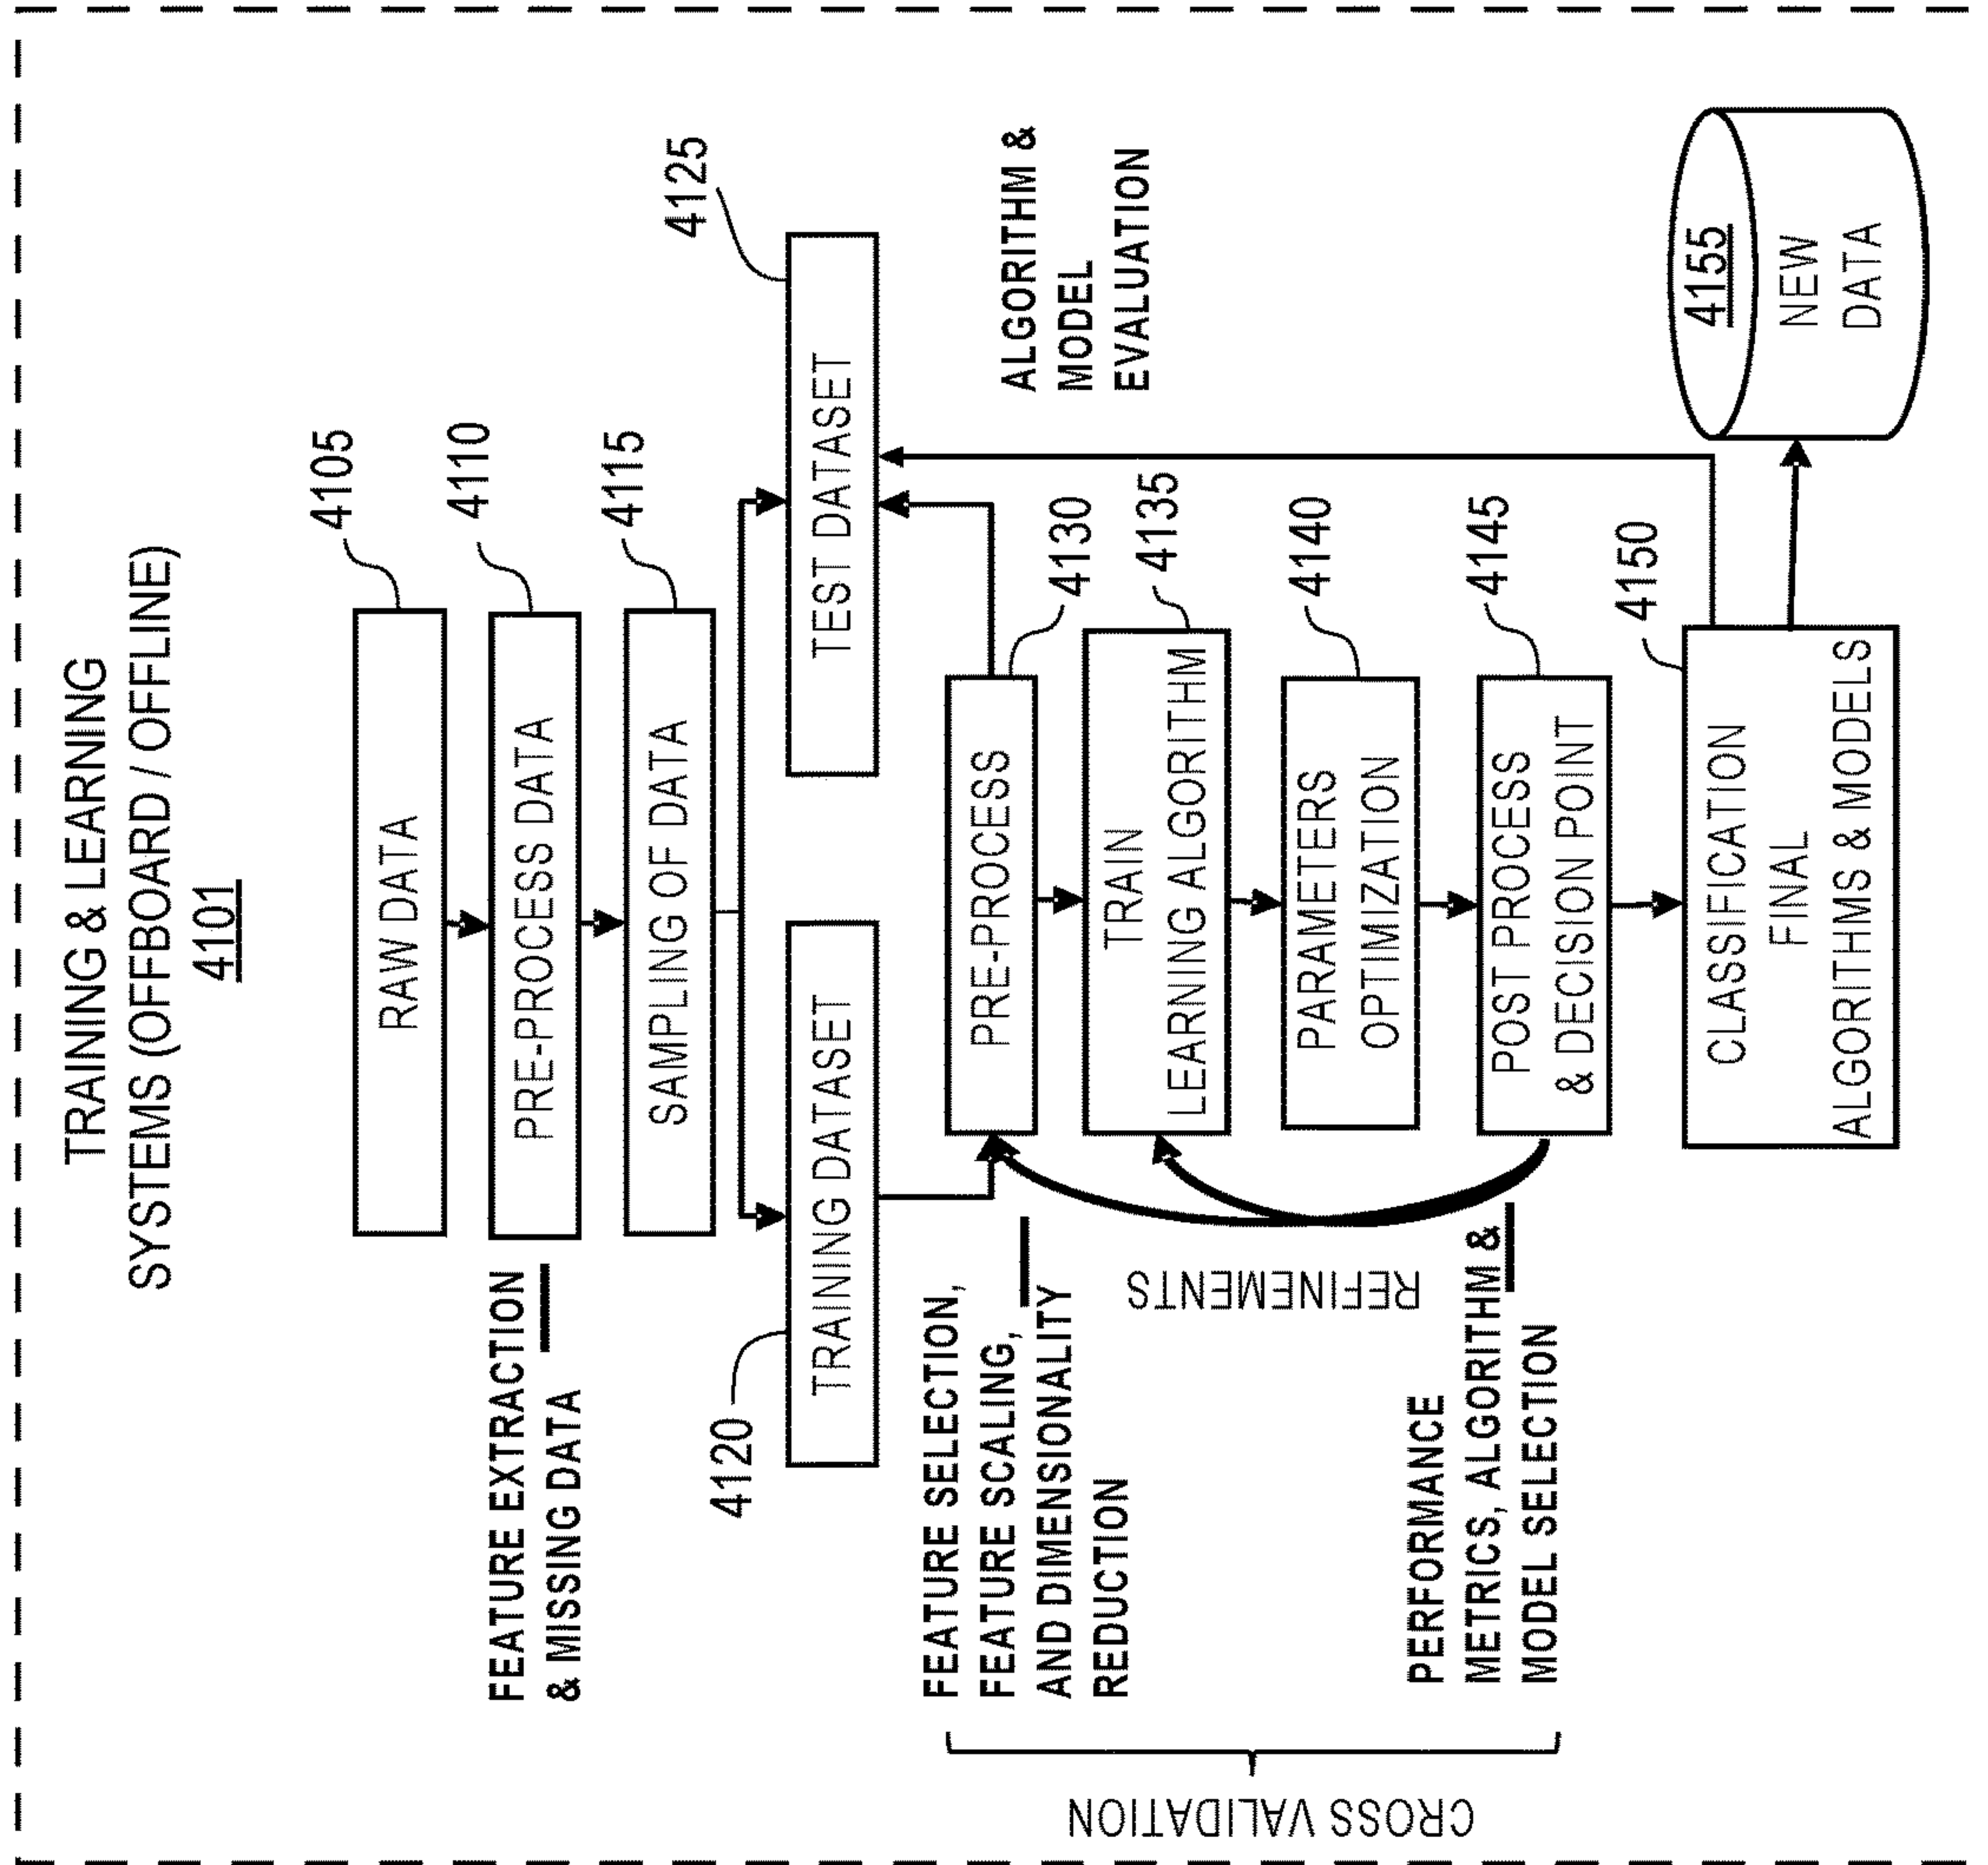 TRAINING & LEARNING
SYSTEMS (OFFBOARD / OFFLINE)
4101
RAW DATA
4105
PRE-PROCESS DATA
4110
FEATURE EXTRACTION
& MISSING DATA
SAMPLING OF DATA
4115
4120
TRAINING DATASET
TEST DATASET
4125
FEATURE SELECTION,
FEATURE SCALING,
AND DIMENSIONALITY
REDUCTION
PRE-PROCESS
4130
ALGORITHM &
MODEL
EVALUATION
TRAIN
LEARNING ALGORITHM
4135
REFINEMENTS
CROSS VALIDATION
PARAMETERS
OPTIMIZATION
4140
PERFORMANCE
METRICS, ALGORITHM &
MODEL SELECTION
POST PROCESS
& DECISION POINT
4145
CLASSIFICATION
FINAL
ALGORITHMS & MODELS
4150
4155
NEW
DATA